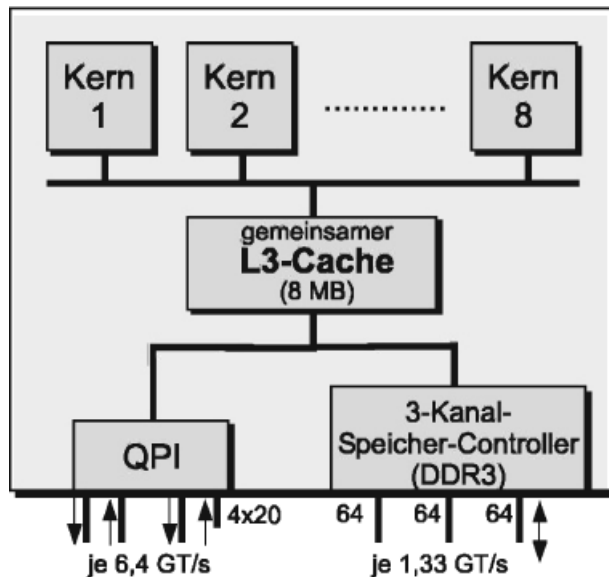 Kern
1
Kern
2
Kern
8
gemeinsamer
L3-Cache
(8 MB)
QPI
3-Kanal-
Speicher-Controller
(DDR3)
4x20
64
64
64
je 6,4 GT/s
je 1,33 GT/s